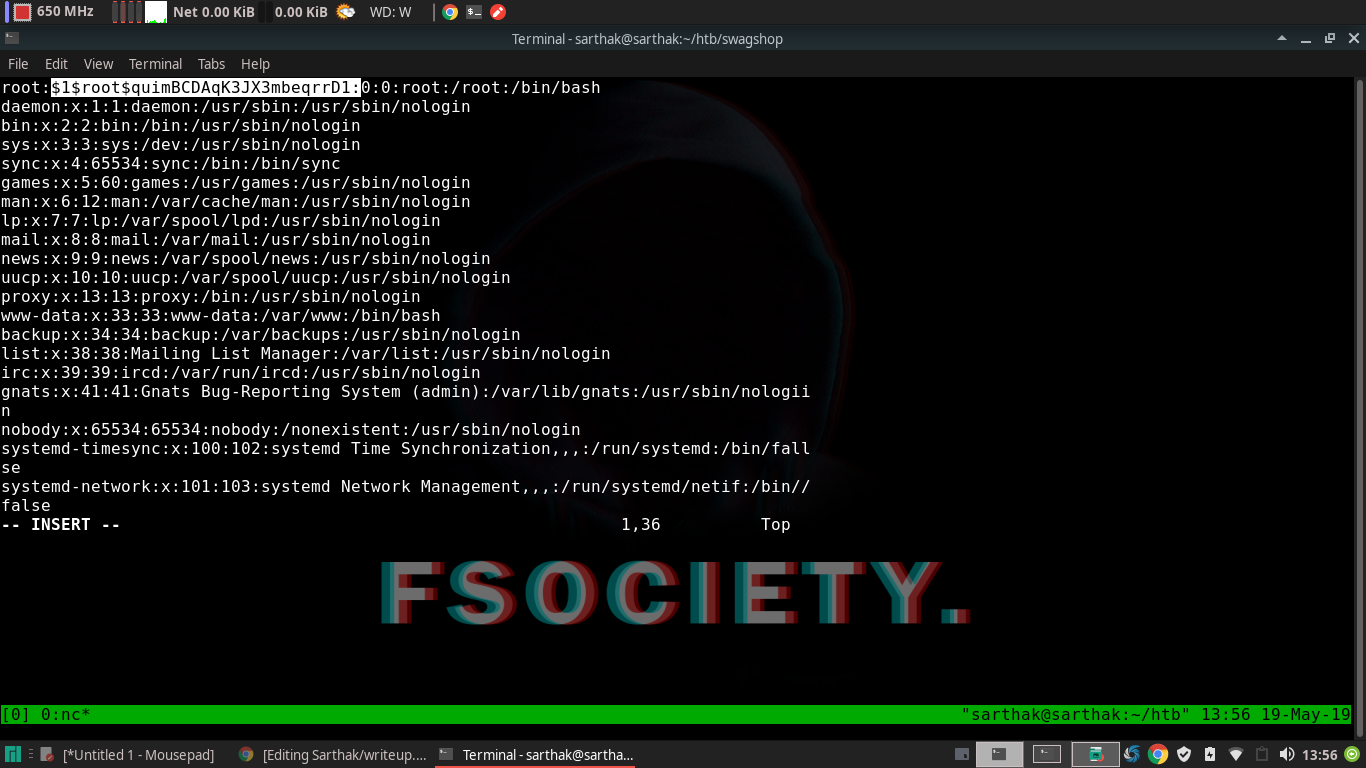 650 MHz Net 0.00 KiB 0.00 KiB WD: W
Terminal - sarthak@sarthak:~/htb/swagshop
File Edit View Terminal Tabs Help
root:$1$root$quimBCDAqK3JX3mbeqrrD1:0:0:root:/root:/bin/bash
daemon:x:1:1:daemon:/usr/sbin:/usr/sbin/nologin
bin:x:2:2:bin:/bin:/usr/sbin/nologin
sys:x:3:3:sys:/dev:/usr/sbin/nologin
sync:x:4:65534:sync:/bin:/bin/sync
games:x:5:60:games:/usr/games:/usr/sbin/nologin
man:x:6:12:man:/var/cache/man:/usr/sbin/nologin
lp:x:7:7:lp:/var/spool/lpd:/usr/sbin/nologin
mail:x:8:8:mail:/var/mail:/usr/sbin/nologin
news:x:9:9:news:/var/spool/news:/usr/sbin/nologin
uucp:x:10:10:uucp:/var/spool/uucp:/usr/sbin/nologin
proxy:x:13:13:proxy:/bin:/usr/sbin/nologin
www-data:x:33:33:www-data:/var/www:/bin/bash
backup:x:34:34:backup:/var/backups:/usr/sbin/nologin
list:x:38:38:Mailing List Manager:/var/list:/usr/sbin/nologin
irc:x:39:39:ircd:/var/run/ircd:/usr/sbin/nologin
gnats:x:41:41:Gnats Bug-Reporting System (admin):/var/lib/gnats:/usr/sbin/nologii
n
nobody:x:65534:65534:nobody:/nonexistent:/usr/sbin/nologin
systemd-timesync:x:100:102:systemd Time Synchronization,,,:/run/systemd:/bin/fall
se
systemd-network:x:101:103:systemd Network Management,,,:/run/systemd/netif:/bin//
false
-- INSERT -- 1,36 Top
FSOCIETY.
[0] 0:nc* "sarthak@sarthak:~/htb" 13:56 19-May-19
[*Untitled 1 - Mousepad] [Editing Sarthak/writeup.... Terminal - sarthak@sartha... 13:56